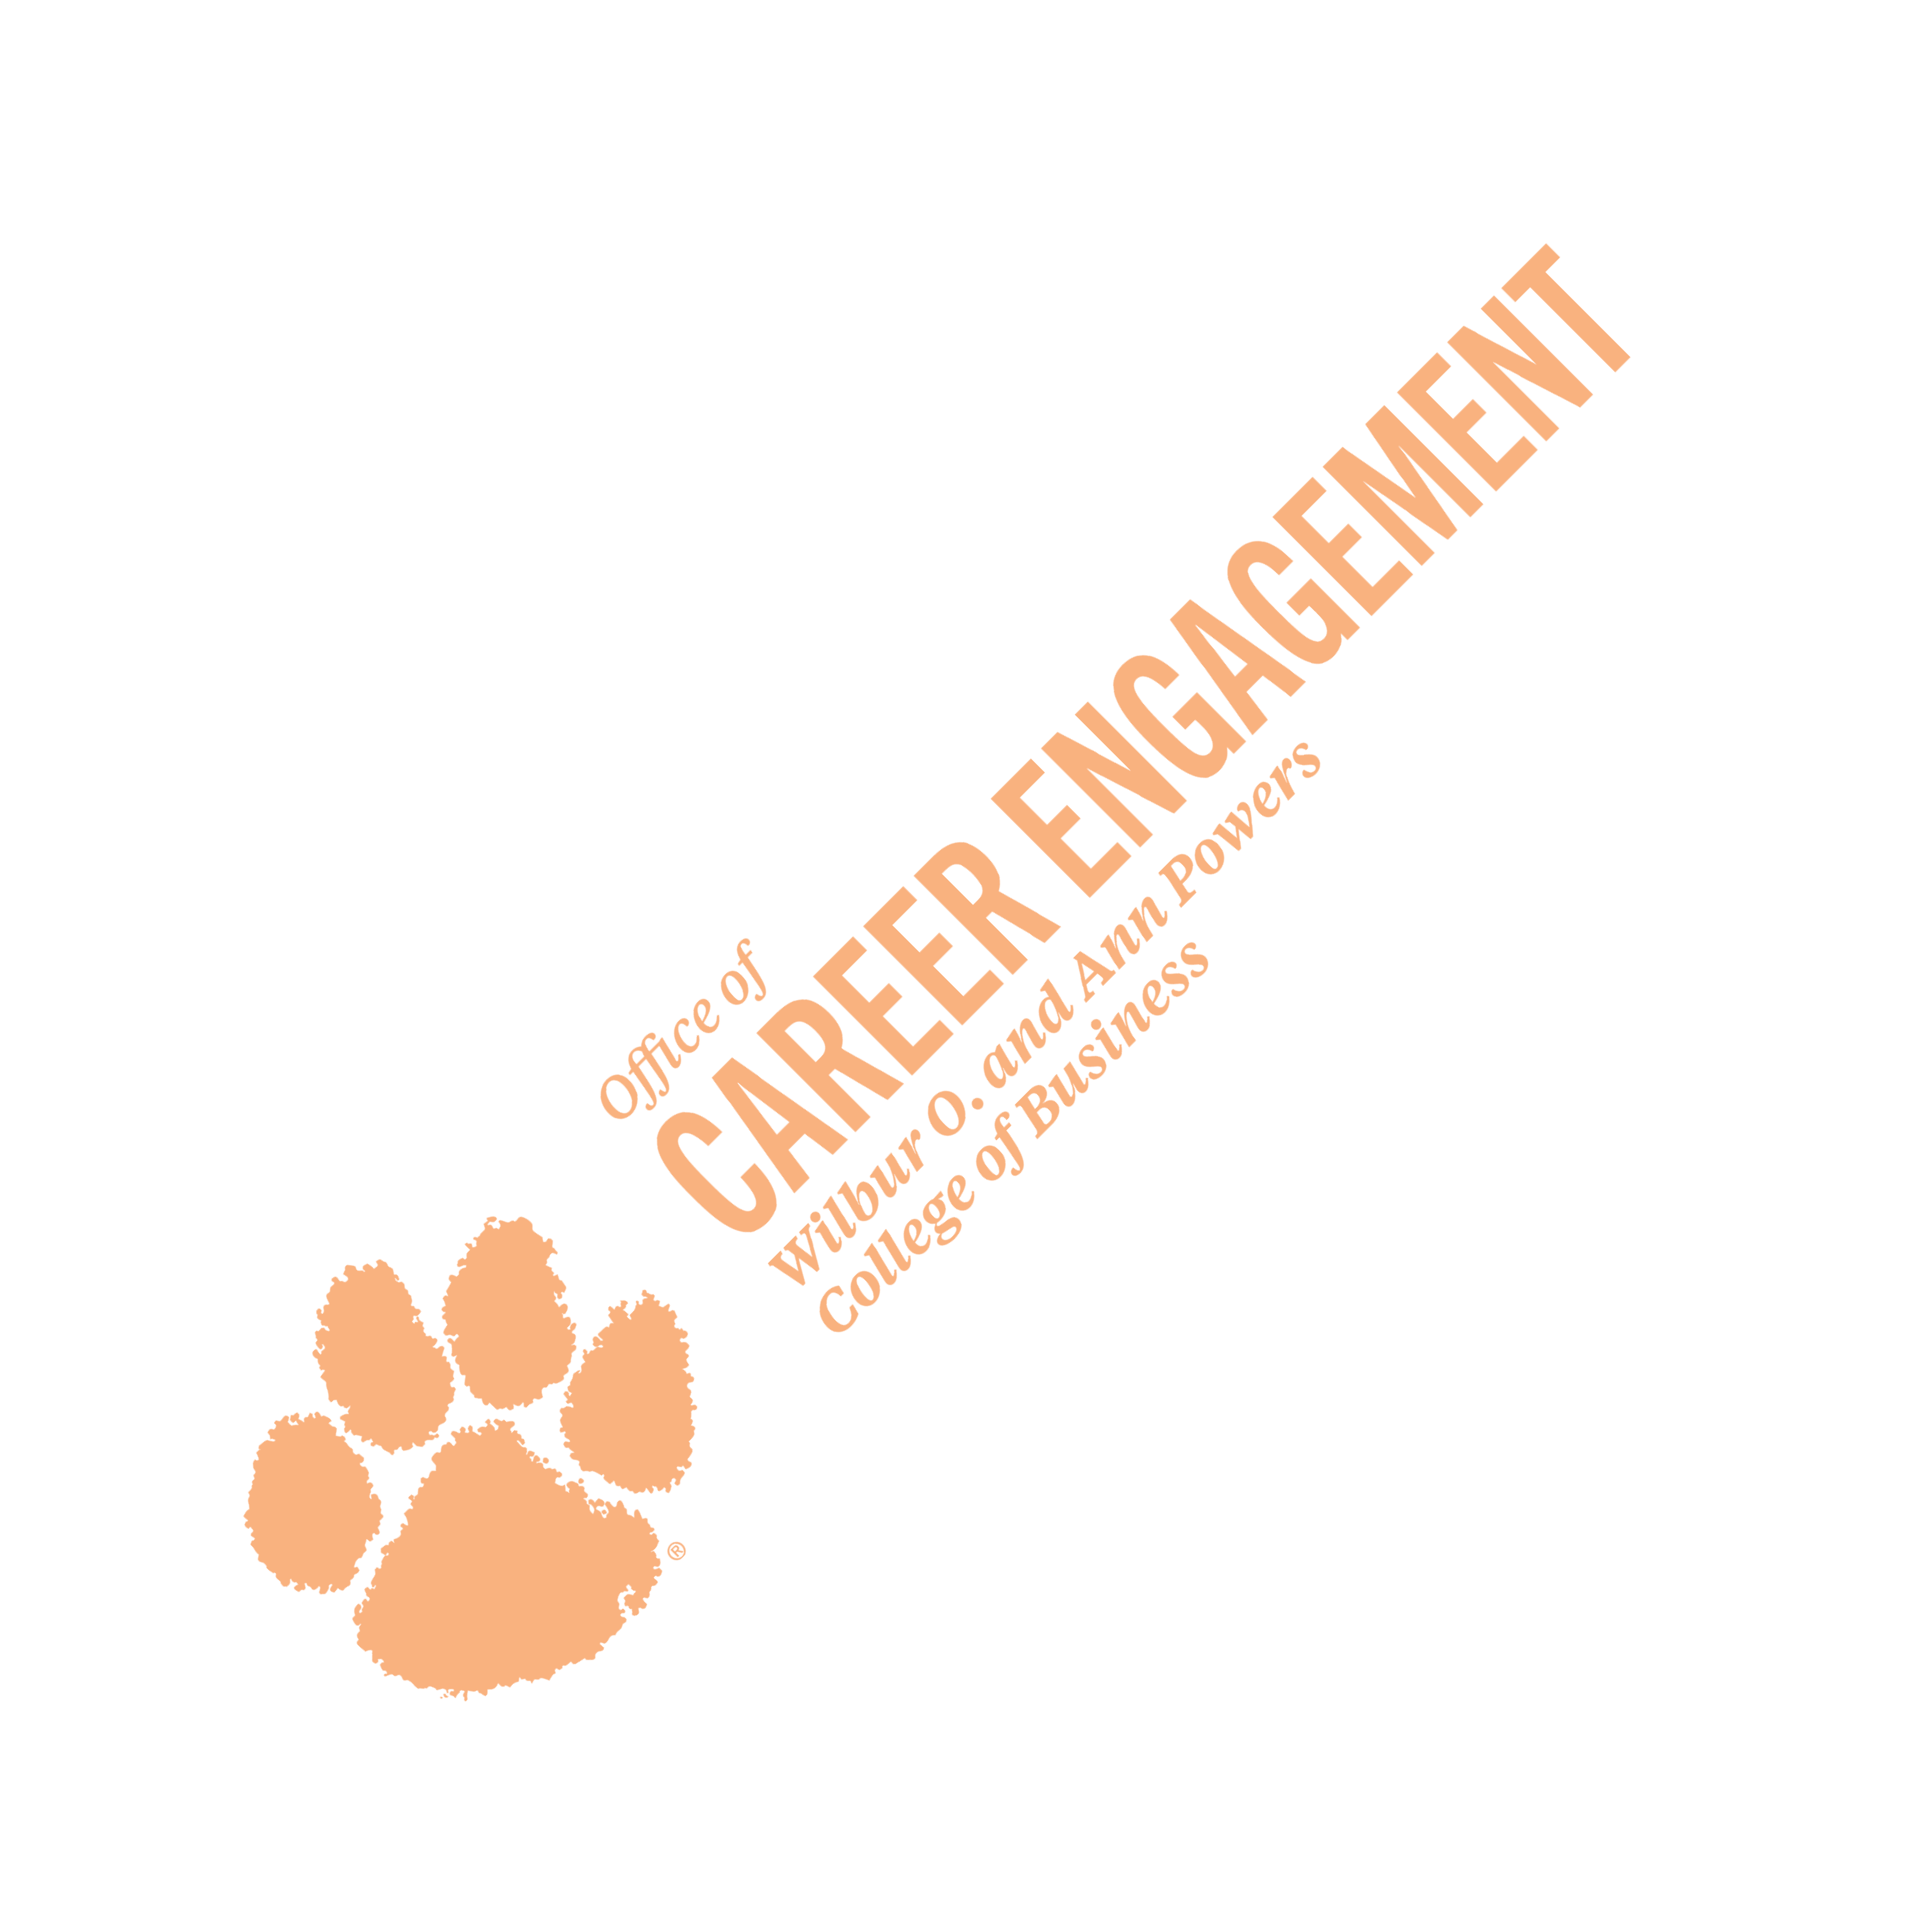 Office of
CAREER ENGAGEMENT
Wilbur O. and Ann Powers
College of Business
®